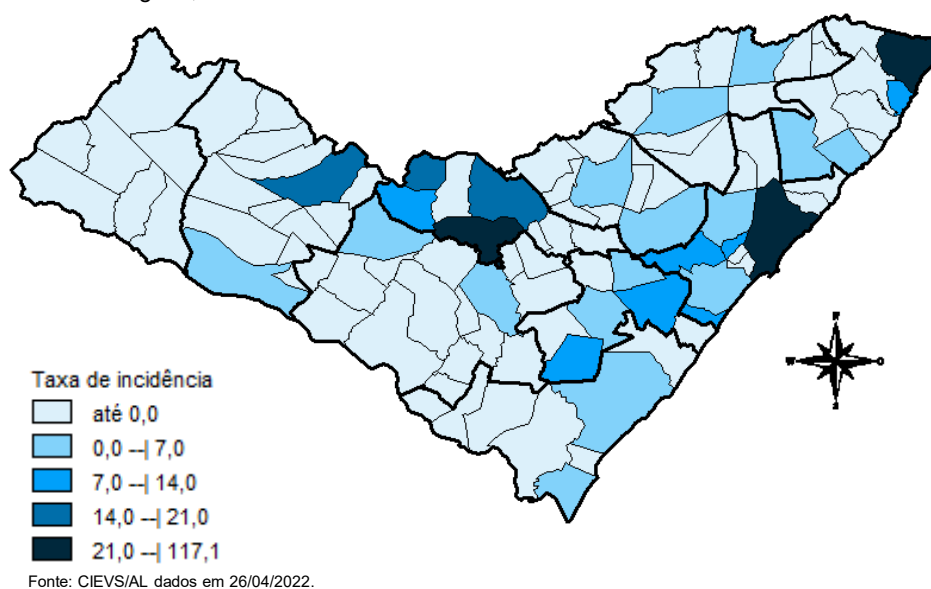 N
W
O
S
Taxa de incidência
até 0,0
0,0 --| 7,0
7,0 --| 14,0
14,0 --| 21,0
21,0 --| 117,1
Fonte: CIEVS/AL dados em 26/04/2022.